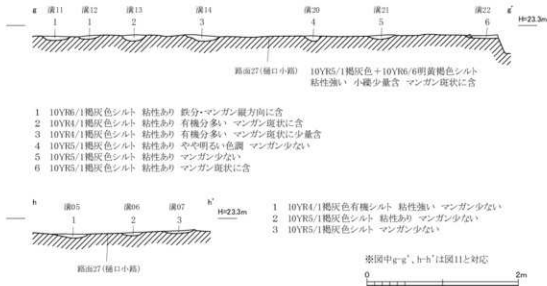 g 溝11 溝12 溝13 溝14 溝20 溝21 溝22 g'
1 1 2 3 4 5 6 H=23.3m
路面27(樋口小路)
10YR5/1褐灰色+10YR6/6明黄褐色シルト
粘性強い 小礫少量含 マンガン斑状に含
1 10YR6/1褐灰色シルト 粘性あり 鉄分・マンガン縦方向に含
2 10YR4/1褐灰色シルト 粘性あり 有機分多い マンガン斑状に含
3 10YR4/1褐灰色シルト 粘性あり 有機分多い マンガン斑状に少量含
4 10YR5/1褐灰色シルト 粘性あり やや明るい色調 マンガン少ない
5 10YR5/1褐灰色シルト 粘性あり マンガン少ない
6 10YR5/1褐灰色シルト 粘性あり マンガン斑状に含
h 溝05 溝06 溝07 h'
1 2 3 H=23.3m
路面27(樋口小路)
1 10YR4/1褐灰色有機シルト 粘性強い マンガン少ない
2 10YR5/1褐灰色シルト 粘性あり マンガン少ない
3 10YR5/1褐灰色シルト マンガン少ない
※図中g-g'、h-h'は図11と対応
0 2m